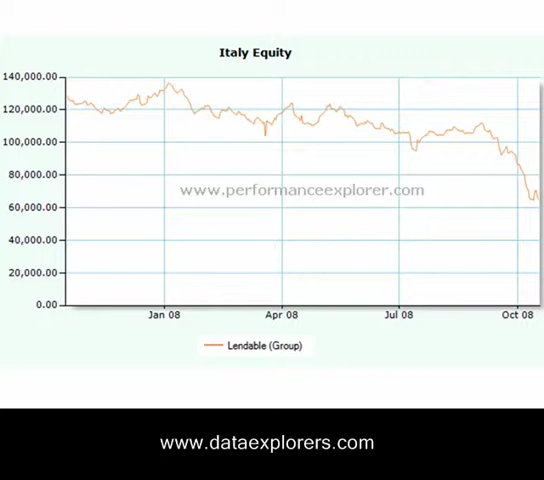 Italy Equity
140,000.00
120,000.00
100,000.00
80,000.00
60,000.00
40,000.00
20,000.00
0.00
www.performanceexplorer.com
Jan 08 Apr 08 Jul 08 Oct 08
Lendable (Group)
www.dataexplorers.com